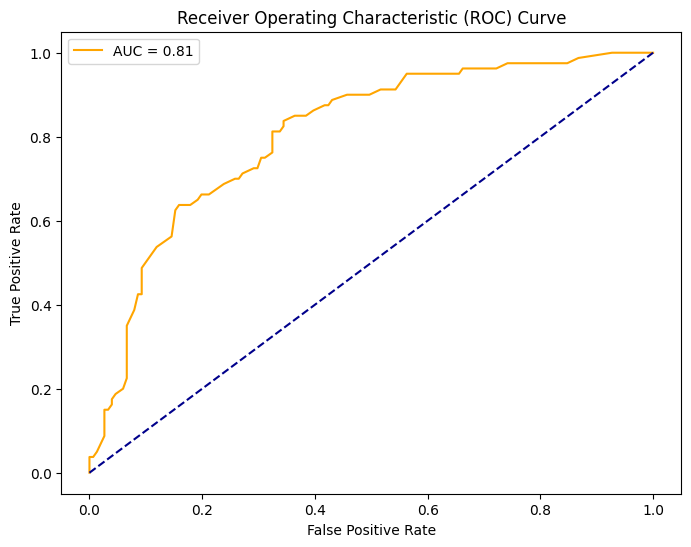 Receiver Operating Characteristic (ROC) Curve
AUC = 0.81
True Positive Rate
1.0
0.8
0.6
0.4
0.2
0.0
0.0 0.2 0.4 0.6 0.8 1.0
False Positive Rate